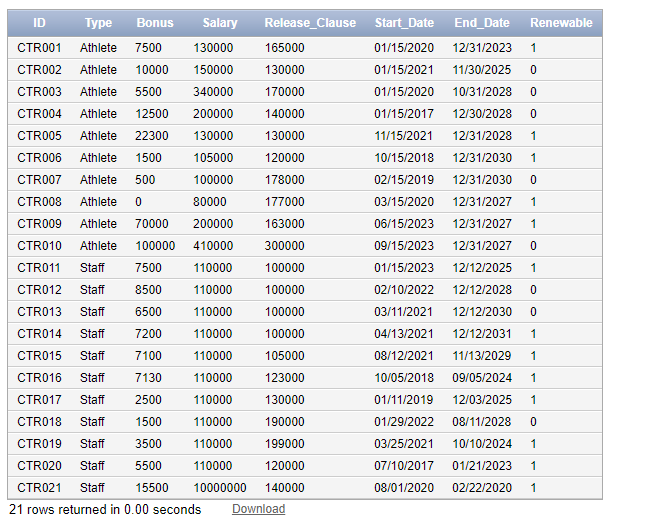 ID Type Bonus Salary Release_Clause Start_Date End_Date Renewable
CTR001 Athlete 7500 130000 165000 01/15/2020 12/31/2023 1
CTR002 Athlete 10000 150000 130000 01/15/2021 11/30/2025 0
CTR003 Athlete 5500 340000 170000 01/15/2020 10/31/2028 0
CTR004 Athlete 12500 200000 140000 01/15/2017 12/30/2028 0
CTR005 Athlete 22300 130000 130000 11/15/2021 12/31/2028 1
CTR006 Athlete 1500 105000 120000 10/15/2018 12/31/2030 1
CTR007 Athlete 500 100000 178000 02/15/2019 12/31/2030 0
CTR008 Athlete 0 80000 177000 03/15/2020 12/31/2027 1
CTR009 Athlete 70000 200000 163000 06/15/2023 12/31/2027 1
CTR010 Athlete 100000 410000 300000 09/15/2023 12/31/2027 0
CTR011 Staff 7500 110000 100000 01/15/2023 12/12/2025 1
CTR012 Staff 8500 110000 100000 02/10/2022 12/12/2028 0
CTR013 Staff 6500 110000 100000 03/11/2021 12/12/2030 0
CTR014 Staff 7200 110000 100000 04/13/2021 12/12/2031 1
CTR015 Staff 7100 110000 105000 08/12/2021 11/13/2029 1
CTR016 Staff 7130 110000 123000 10/05/2018 09/05/2024 1
CTR017 Staff 2500 110000 130000 01/11/2019 12/03/2025 1
CTR018 Staff 1500 110000 190000 01/29/2022 08/11/2028 0
CTR019 Staff 3500 110000 199000 03/25/2021 10/10/2024 1
CTR020 Staff 5500 110000 120000 07/10/2017 01/21/2023 1
CTR021 Staff 15500 10000000 140000 08/01/2020 02/22/2020 1
21 rows returned in 0.00 seconds Download